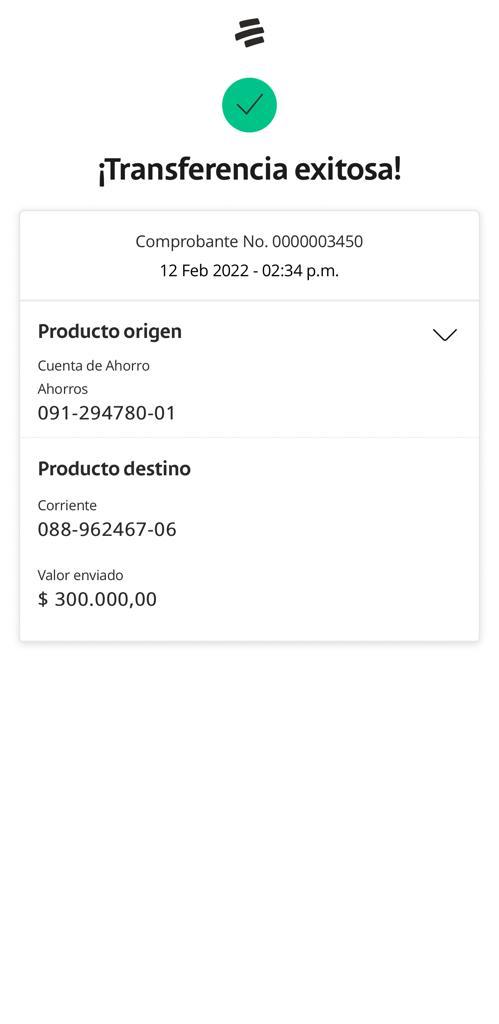 ¡Transferencia exitosa!
Comprobante No. 0000003450
12 Feb 2022 - 02:34 p.m.
Producto origen
Cuenta de Ahorro
Ahorros
091-294780-01
Producto destino
Corriente
088-962467-06
Valor enviado
$ 300.000,00